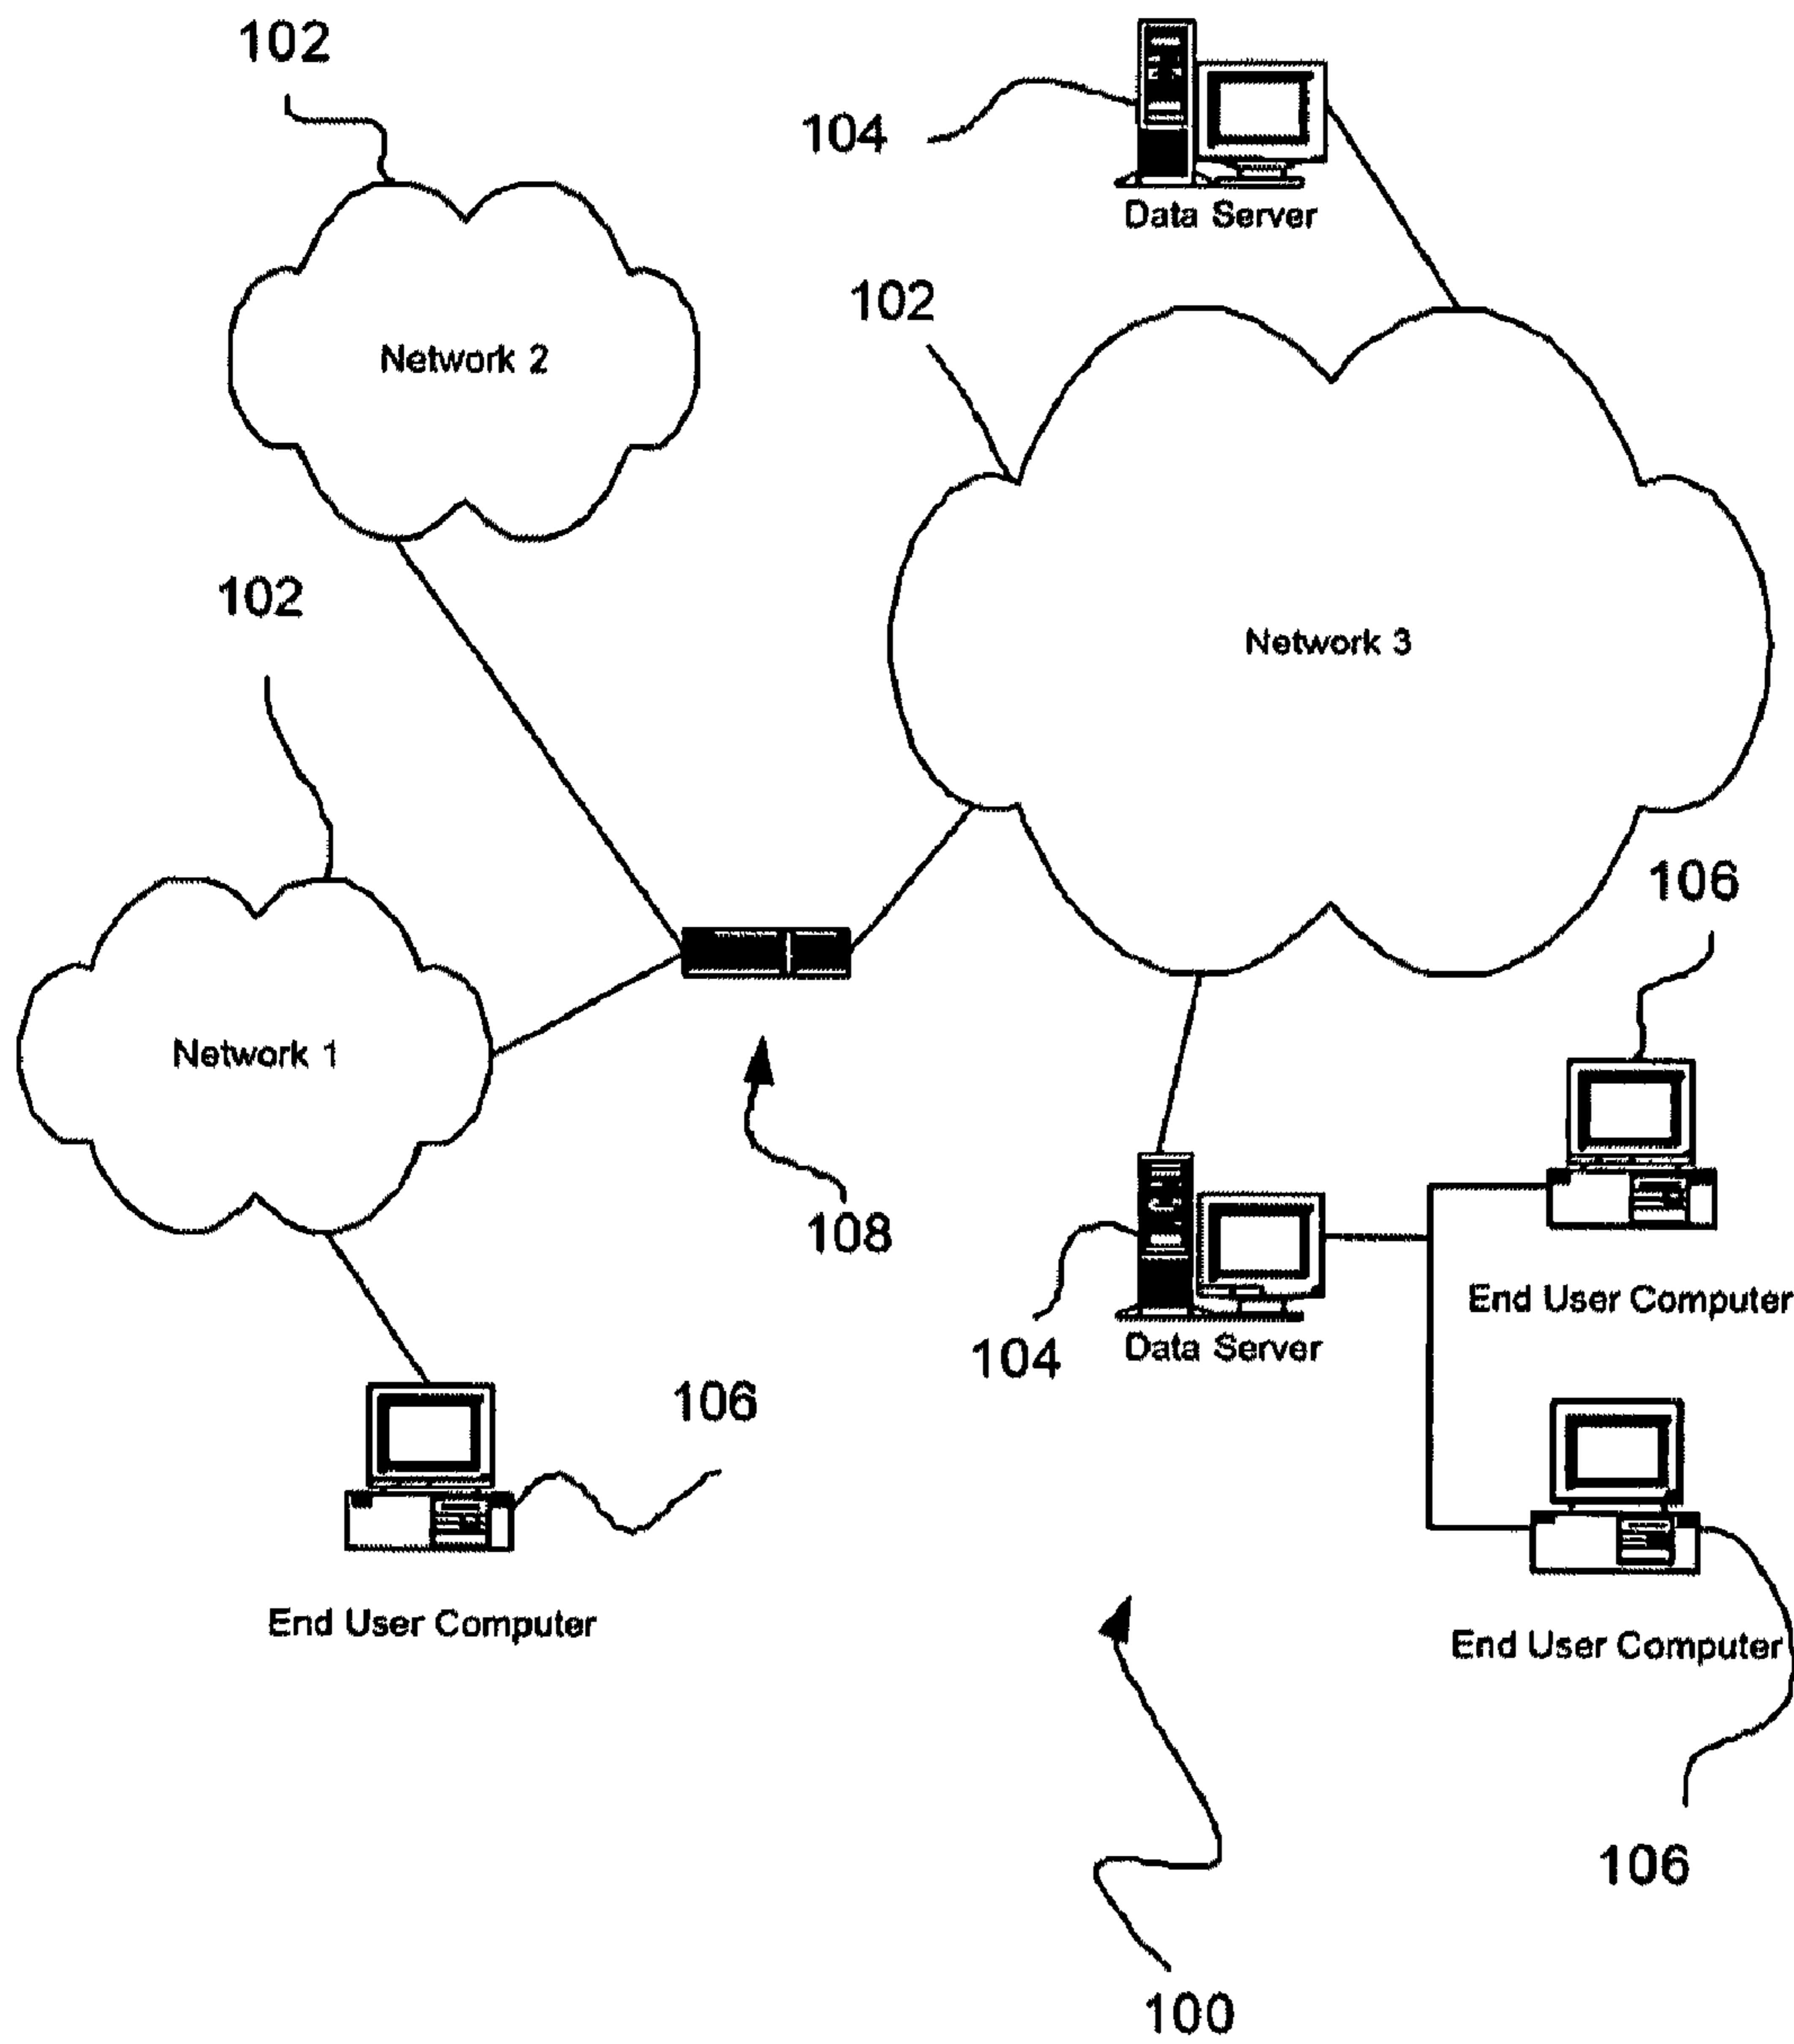 102
104
Data Server
102
Network 2
102
Network 3
106
Network 1
108
End User Computer
104
Data Server
106
End User Computer
End User Computer
106
100